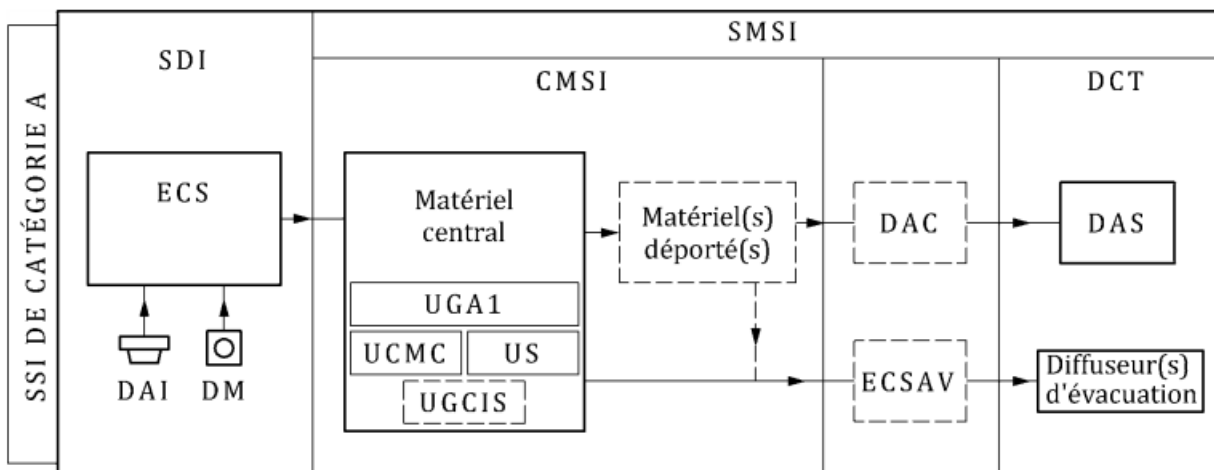 SSI DE CATÉGORIE A
SDI
SMSI
CMSI
DCT
ECS
DAI
DM
Matériel
central
UGA1
UCMC
US
UGCIS
Matériel(s)
déporté(s)
DAC
DAS
ECSAV
Diffuseur(s)
d'évacuation